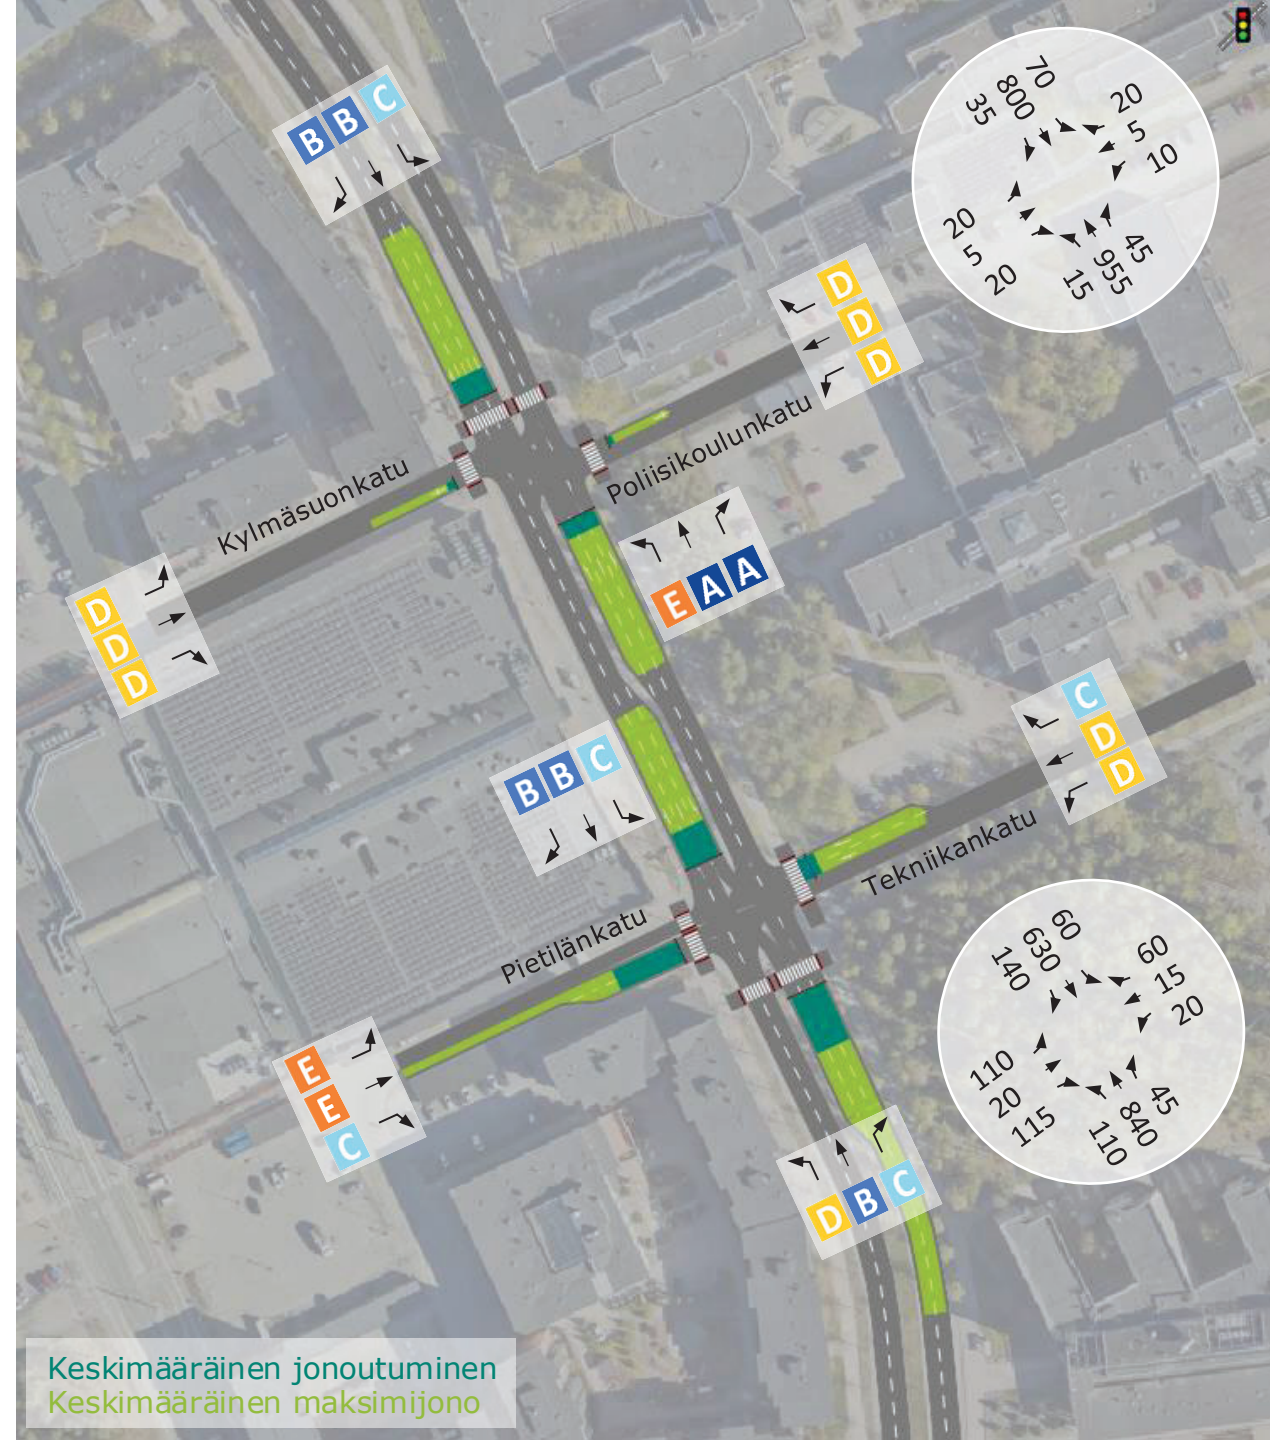 B B C
70
800
35
20
5
10
20
5
20
45
955
15
D
D
D
Poliisikoulunkatu
Kylmäsuonkatu
E A A
D
D
D
C
D
D
B B C
Tekniikankatu
Pietilänkatu
60
630
140
60
15
20
110
20
115
45
840
110
E
E
C
D B C
Keskimääräinen jonoutuminen
Keskimääräinen maksimijono